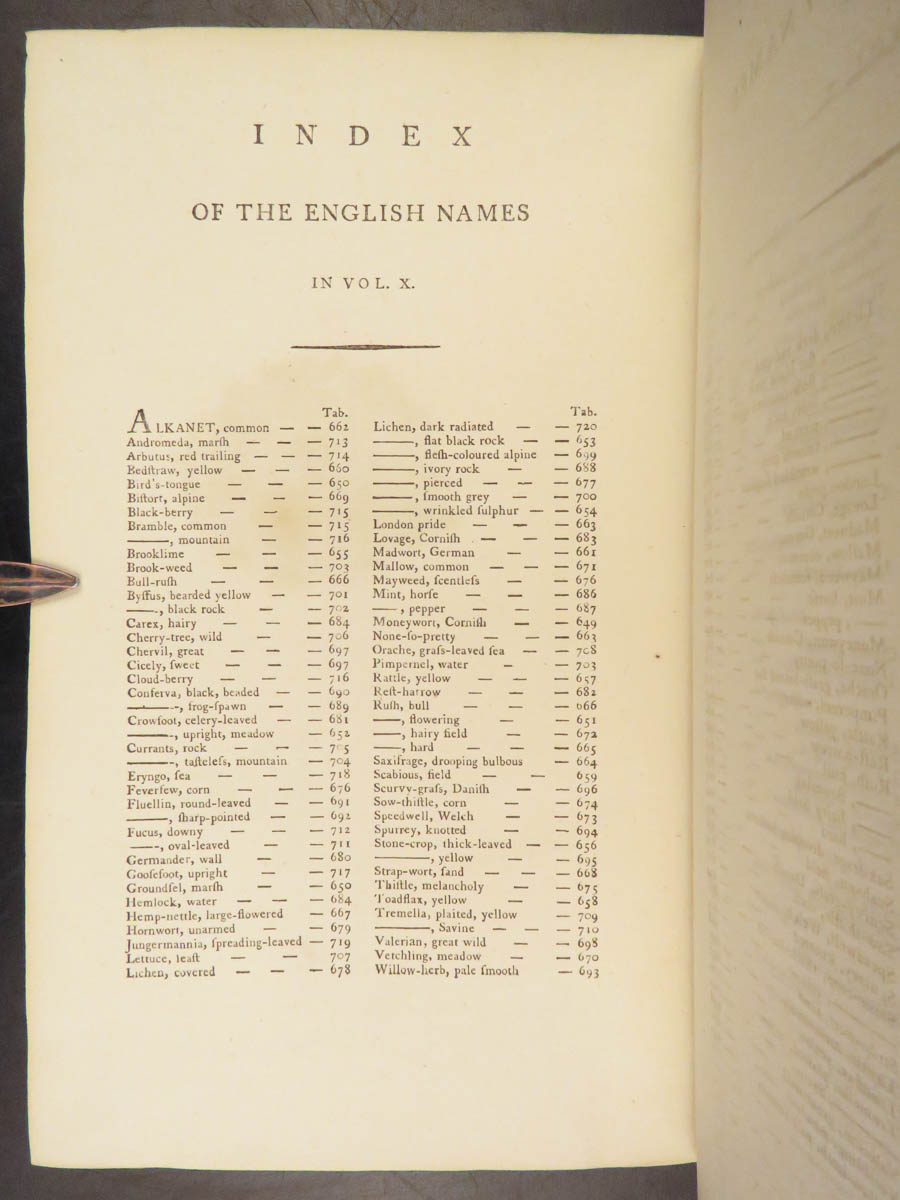 INDEX
OF THE ENGLISH NAMES
IN VOL. X.
Tab.
ALKANET, common — — 662
Andromeda, marſh — — — 713
Arbutus, red trailing — — — 714
Bedſtraw, yellow — — — 660
Bird's-tongue — — — 650
Biſtort, alpine — — — 669
Black-berry — — — 715
Bramble, common — — 715
———, mountain — — 716
Brooklime — — — 655
Brook-weed — — — 703
Bull-ruſh — — — 666
Byſſus, bearded yellow — — 701
———, black rock — — 702
Carex, hairy — — — 684
Cherry-tree, wild — — 706
Chervil, great — — — 697
Cicely, ſweet — — — 697
Cloud-berry — — — 716
Conferva, black, beaded — — 690
———-, frog-ſpawn — — 689
Crowfoot, celery-leaved — — 681
———, upright, meadow — 652
Currants, rock — — — 705
———, taſteleſs, mountain — 704
Eryngo, ſea — — — 718
Feverfew, corn — — — 676
Fluellin, round-leaved — — 691
———, ſharp-pointed — — 692
Fucus, downy — — — 712
———, oval-leaved — — 711
Germander, wall — — 680
Gooſefoot, upright — — 717
Groundſel, marſh — — 650
Hemlock, water — — — 684
Hemp-nettle, large-flowered — 667
Hornwort, unarmed — — 679
Jungermannia, ſpreading-leaved — 719
Lettuce, leaſt — — 707
Lichen, covered — — — 678
Tab.
Lichen, dark radiated — — 720
———, flat black rock — — 653
———, fleſh-coloured alpine — 699
———, ivory rock — — 688
———, pierced — — — 677
———, ſmooth grey — — 700
———, wrinkled ſulphur — — 654
London pride — — — 663
Lovage, Corniſh — — — 683
Madwort, German — — 661
Mallow, common — — — 671
Mayweed, ſcentleſs — — 676
Mint, horſe — — — 686
——, pepper — — — 687
Moneywort, Corniſh — — 649
None-ſo-pretty — — — 663
Orache, graſs-leaved ſea — — 708
Pimpernel, water — — 703
Rattle, yellow — — — 657
Reſt-harrow — — — 682
Ruſh, bull — — — 666
——, flowering — — 651
——, hairy field — — 672
——, hard — — — 665
Saxifrage, drooping bulbous — 664
Scabious, field — — 659
Scurvy-graſs, Daniſh — — 696
Sow-thiſtle, corn — — 674
Speedwell, Welch — — 673
Spurrey, knotted — — 694
Stone-crop, thick-leaved — — 656
————, yellow — — 695
Strap-wort, ſand — — — 668
Thiſtle, melancholy — — 675
Toadflax, yellow — — 658
Tremella, plaited, yellow — 709
————, Savine — — — 710
Valerian, great wild — — 698
Vetchling, meadow — — 670
Willow-herb, pale ſmooth — 693